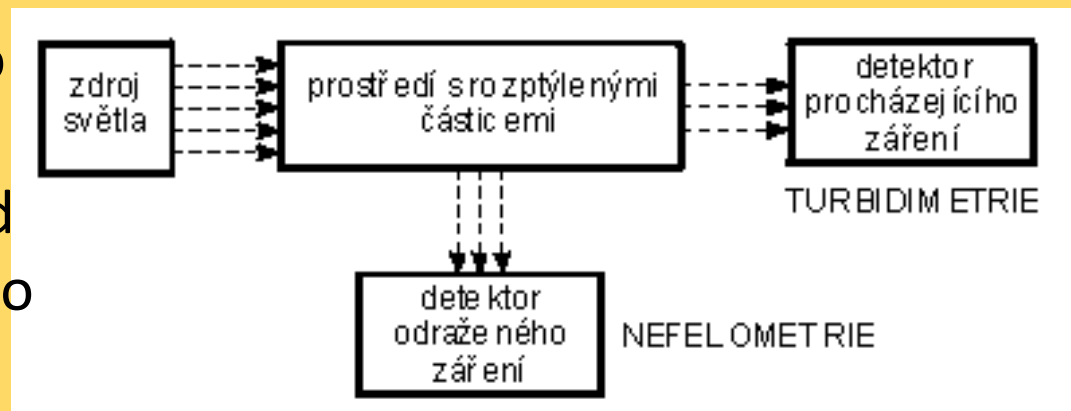 zdroj
světla
prostředí s rozptýlenými
částicemi
detektor
procházejícího
záření
TURBIDIMETRIE
detektor
odraženého
záření
NEFELOMETRIE